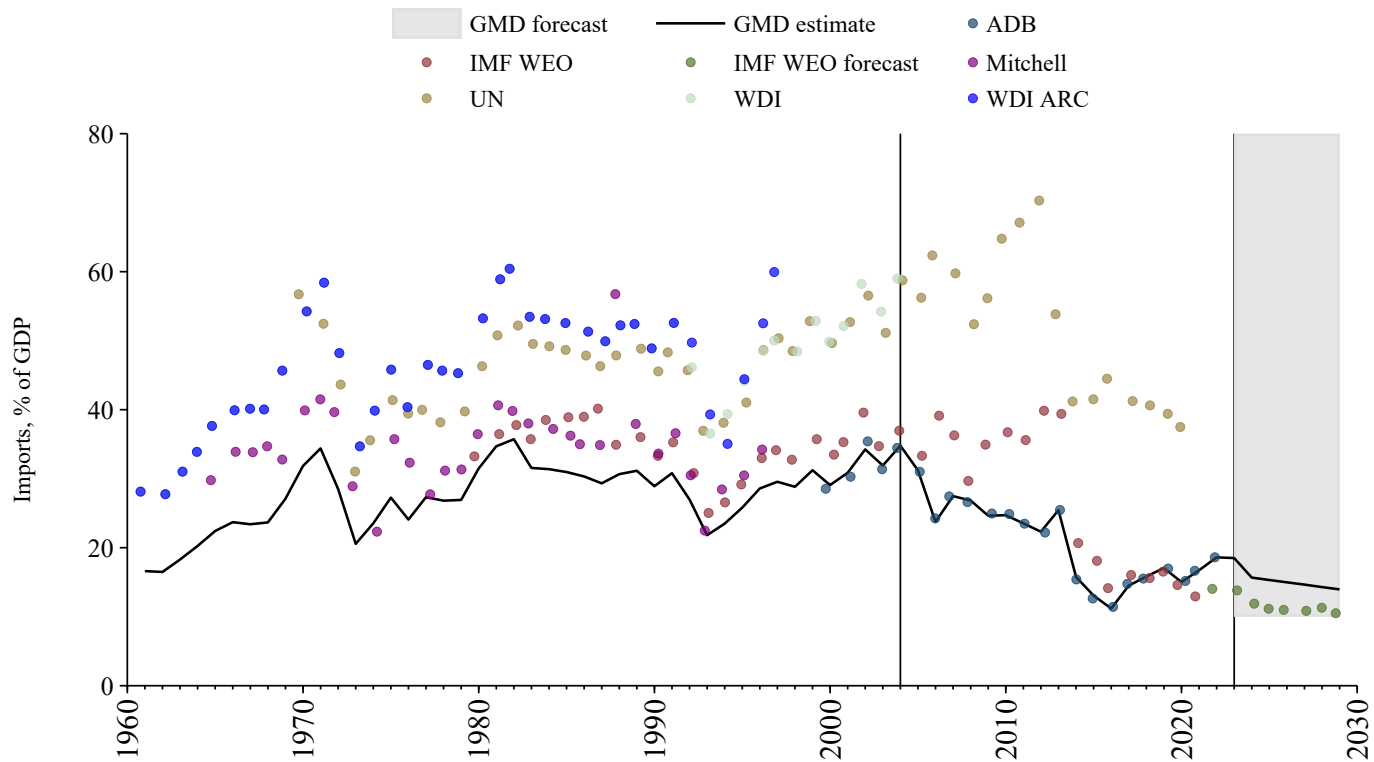 GMD forecast GMD estimate ADB
IMF WEO IMF WEO forecast Mitchell
UN WDI WDI ARC
Imports, % of GDP
80
60
40
20
0
1960 1970 1980 1990 2000 2010 2020 2030